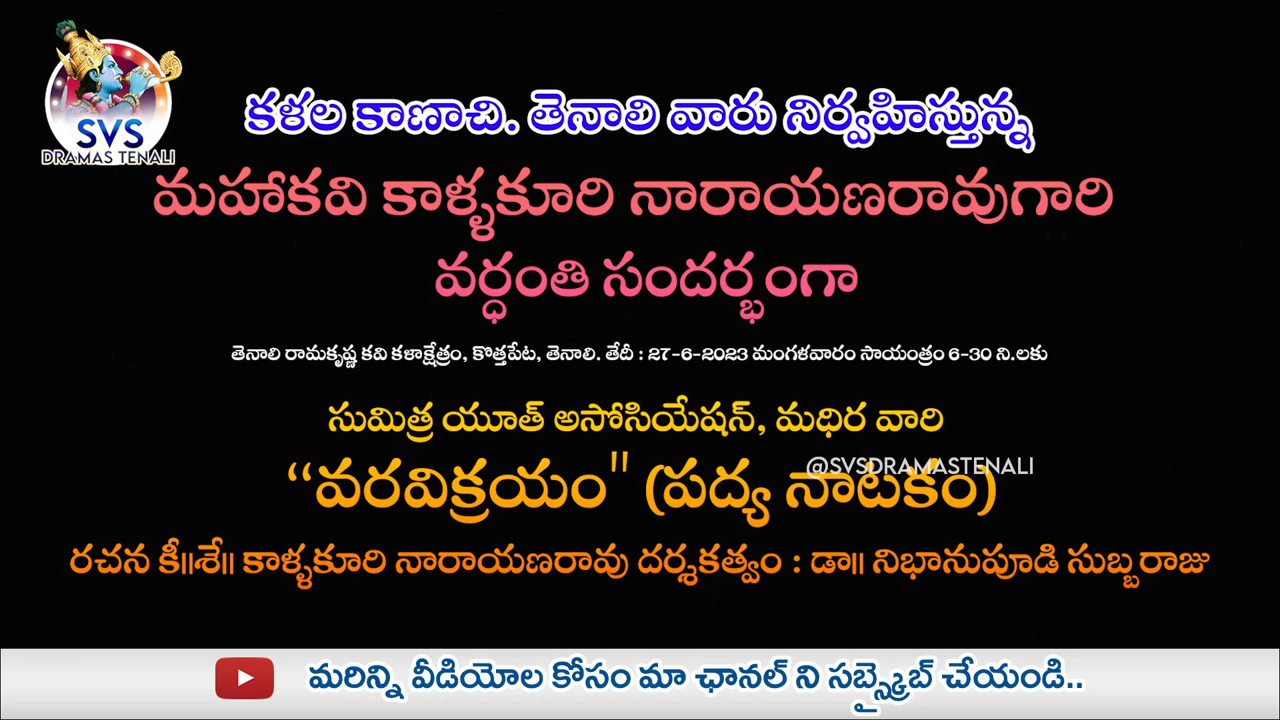 SVS
DRAMAS TENALI
కళల కాణాచి. తెనాలి వారు నిర్వహిస్తున్న
మహాకవి కాళ్ళకూరి నారాయణరావుగారి
వర్ధంతి సందర్భంగా
తెనాలి రామకృష్ణ కవి కళాక్షేత్రం, కొత్తపేట, తెనాలి. తేదీ : 27-6-2023 మంగళవారం సాయంత్రం 6-30 ని.లకు
సుమిత్ర యూత్ అసోసియేషన్, మధిర వారి
@SVSDRAMASTENALI
“వరవిక్రయం" (పద్య నాటకం)
రచన కీ॥శే॥ కాళ్ళకూరి నారాయణరావు దర్శకత్వం : డా॥ నిభానుపూడి సుబ్బరాజు
మరిన్ని వీడియోల కోసం మా ఛానల్ ని సబ్స్క్రైబ్ చేయండి..